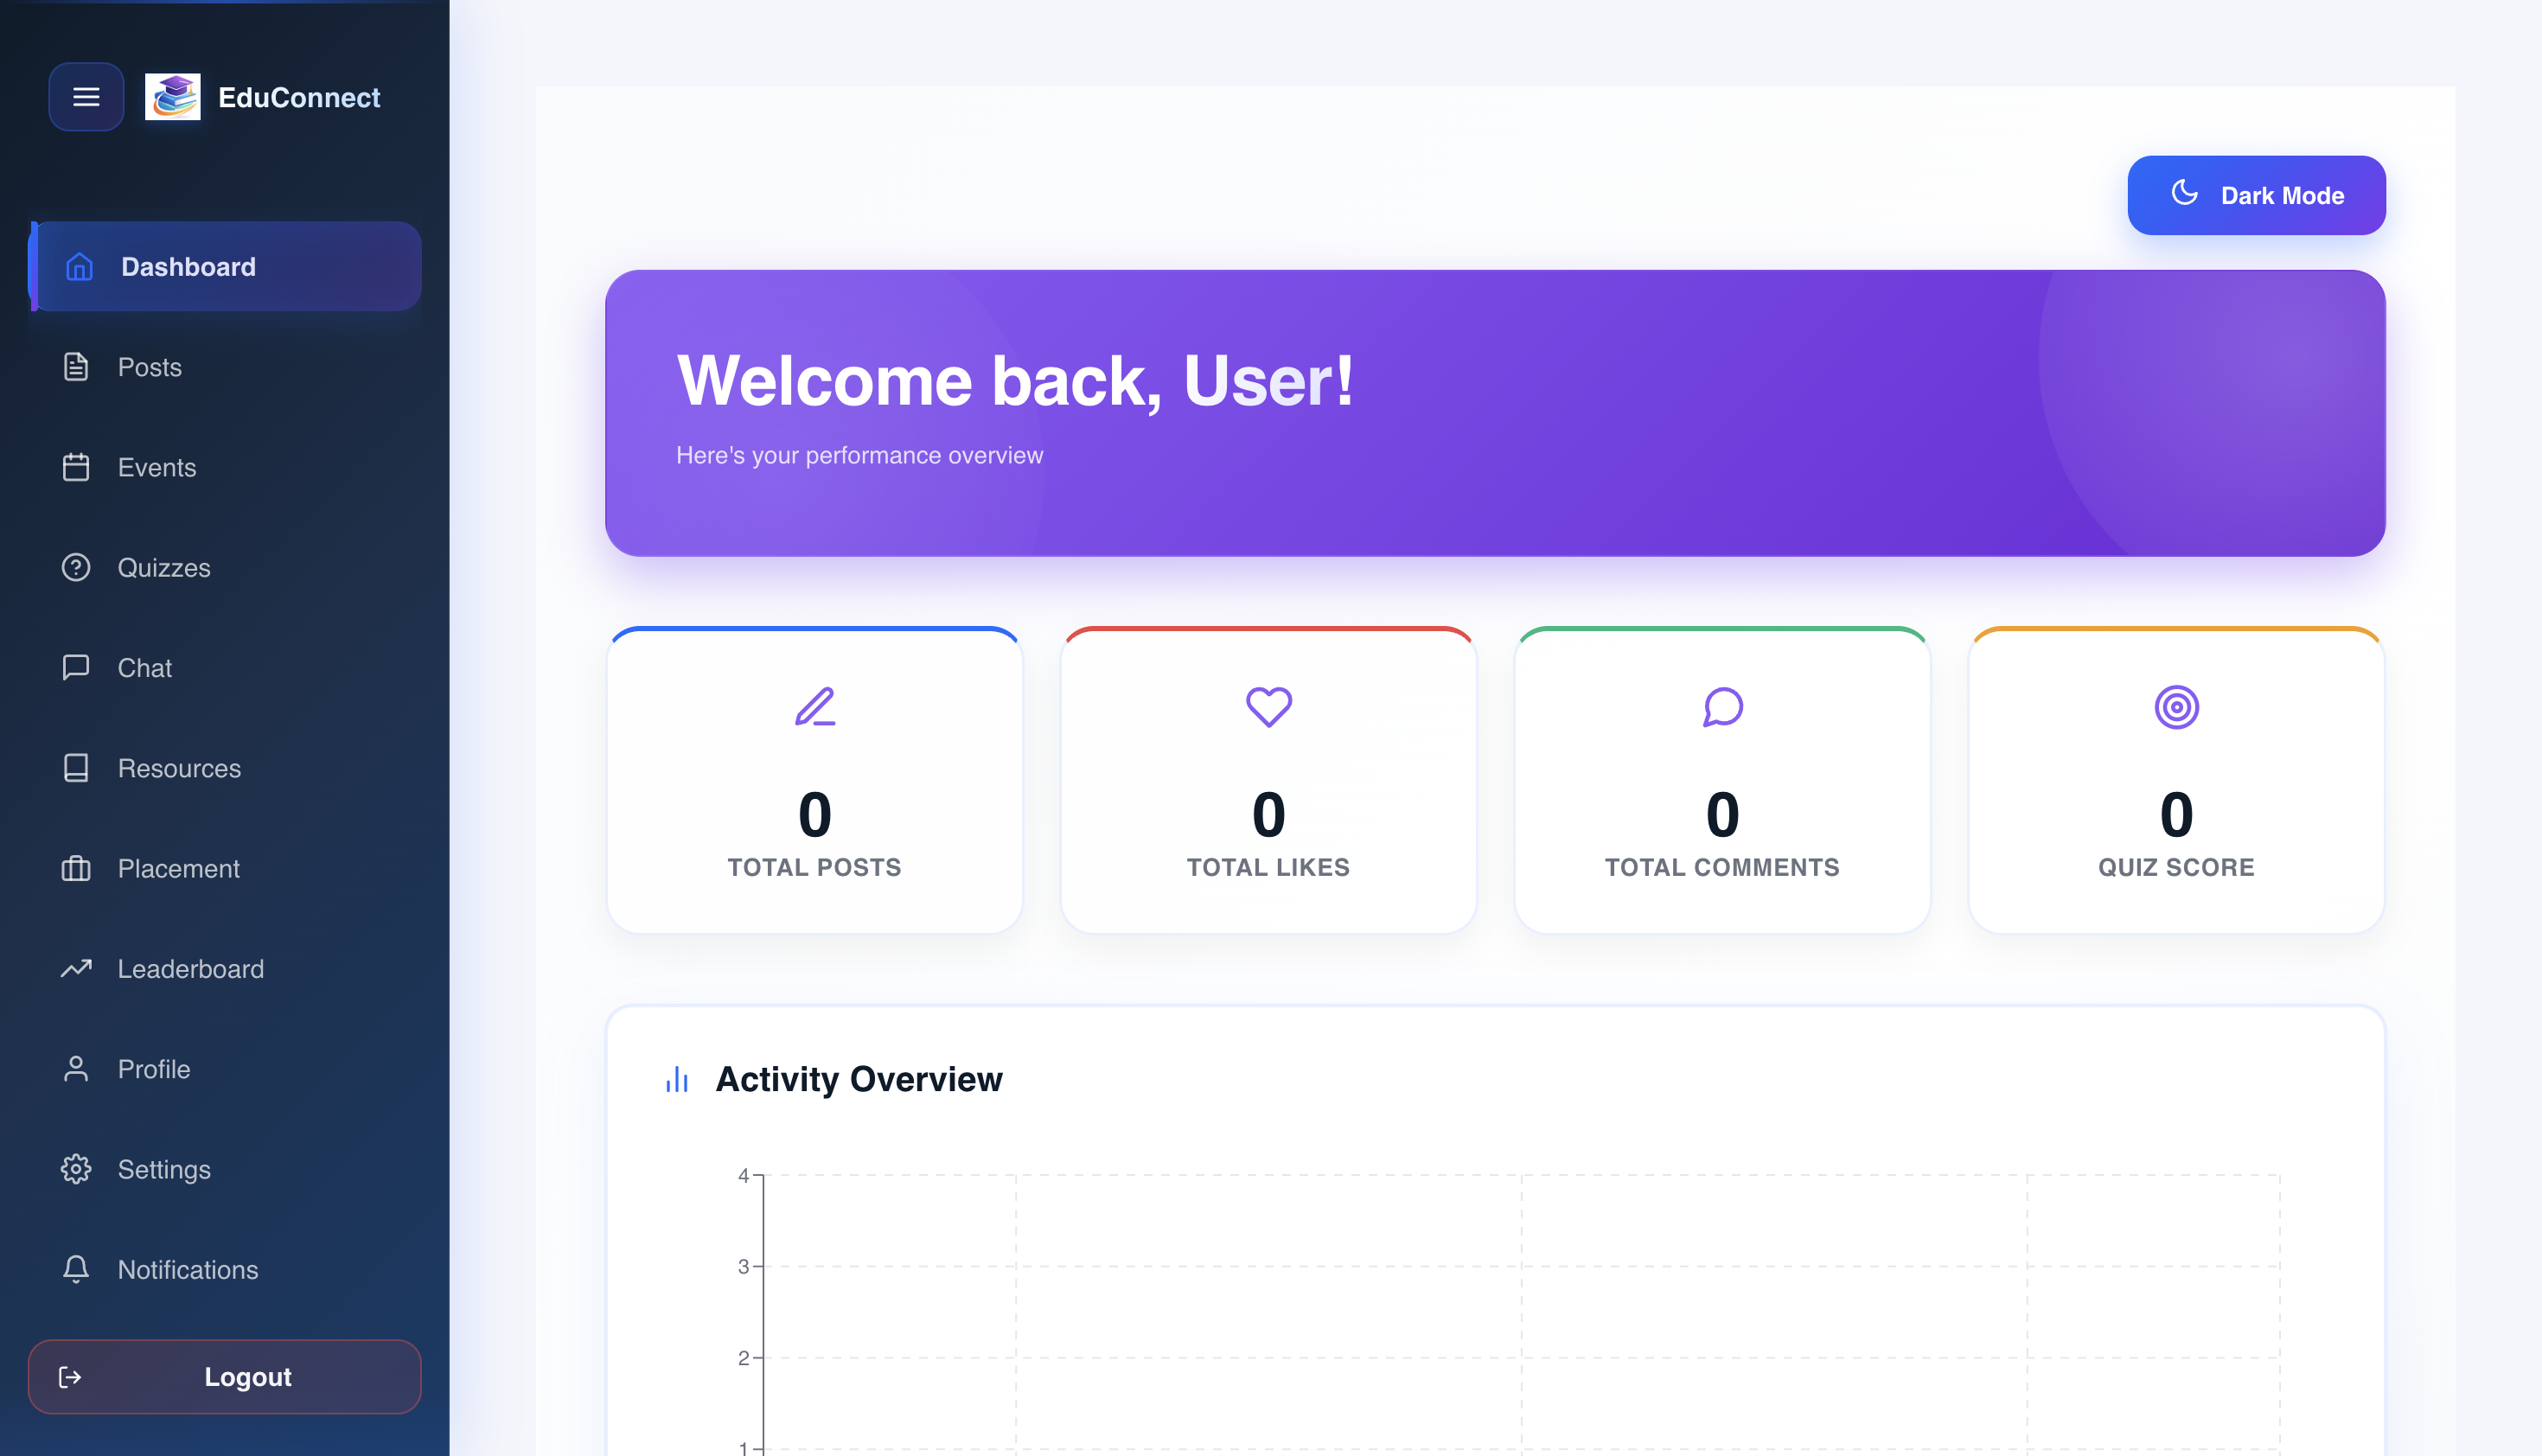 EduConnect
Dashboard
Posts
Events
Quizzes
Chat
Resources
Placement
Leaderboard
Profile
Settings
Notifications
Logout
Dark Mode
Welcome back, User!
Here's your performance overview
0
TOTAL POSTS
0
TOTAL LIKES
0
TOTAL COMMENTS
0
QUIZ SCORE
Activity Overview
4
3
2
1